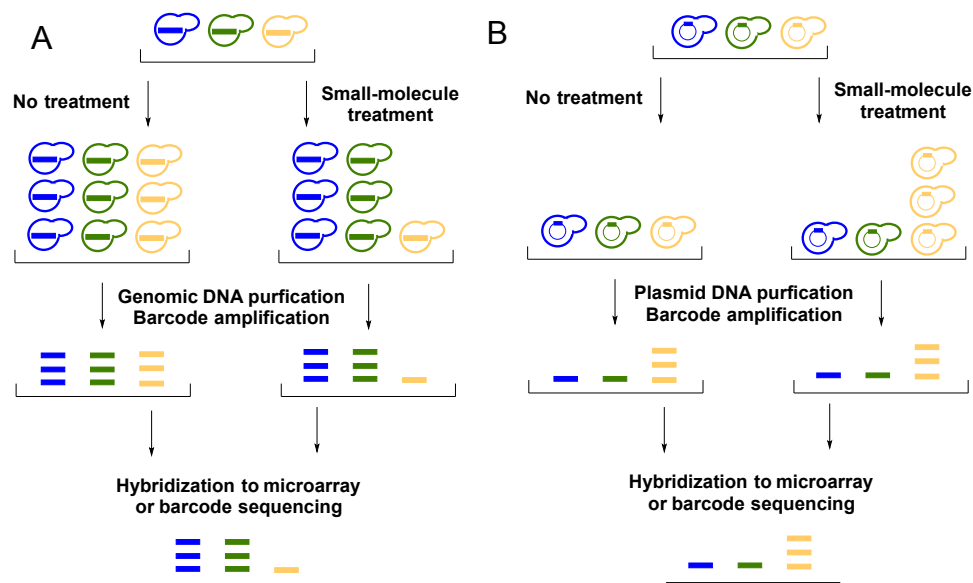 A
No treatment
Small-molecule
treatment
Genomic DNA purfication
Barcode amplification
Hybridization to microarray
or barcode sequencing
B
No treatment
Small-molecule
treatment
Plasmid DNA purfication
Barcode amplification
Hybridization to microarray
or barcode sequencing